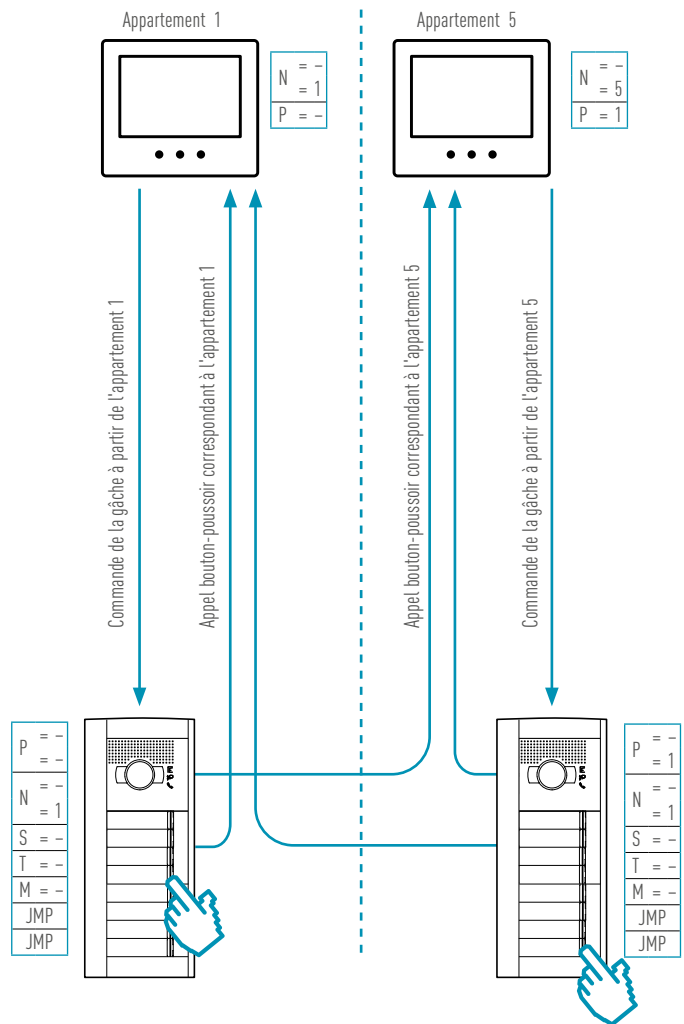 Appartement 1
N = –
= 1
P = –
Appartement 5
N = –
= 5
P = 1
Commande de la gâche à partir de l'appartement 1
Appel bouton-poussoir correspondant à l'appartement 1
Appel bouton-poussoir correspondant à l'appartement 5
Commande de la gâche à partir de l'appartement 5
P = –
= –
N = –
= 1
S = –
T = –
M = –
JMP
JMP
P = –
= 1
N = –
= 1
S = –
T = –
M = –
JMP
JMP